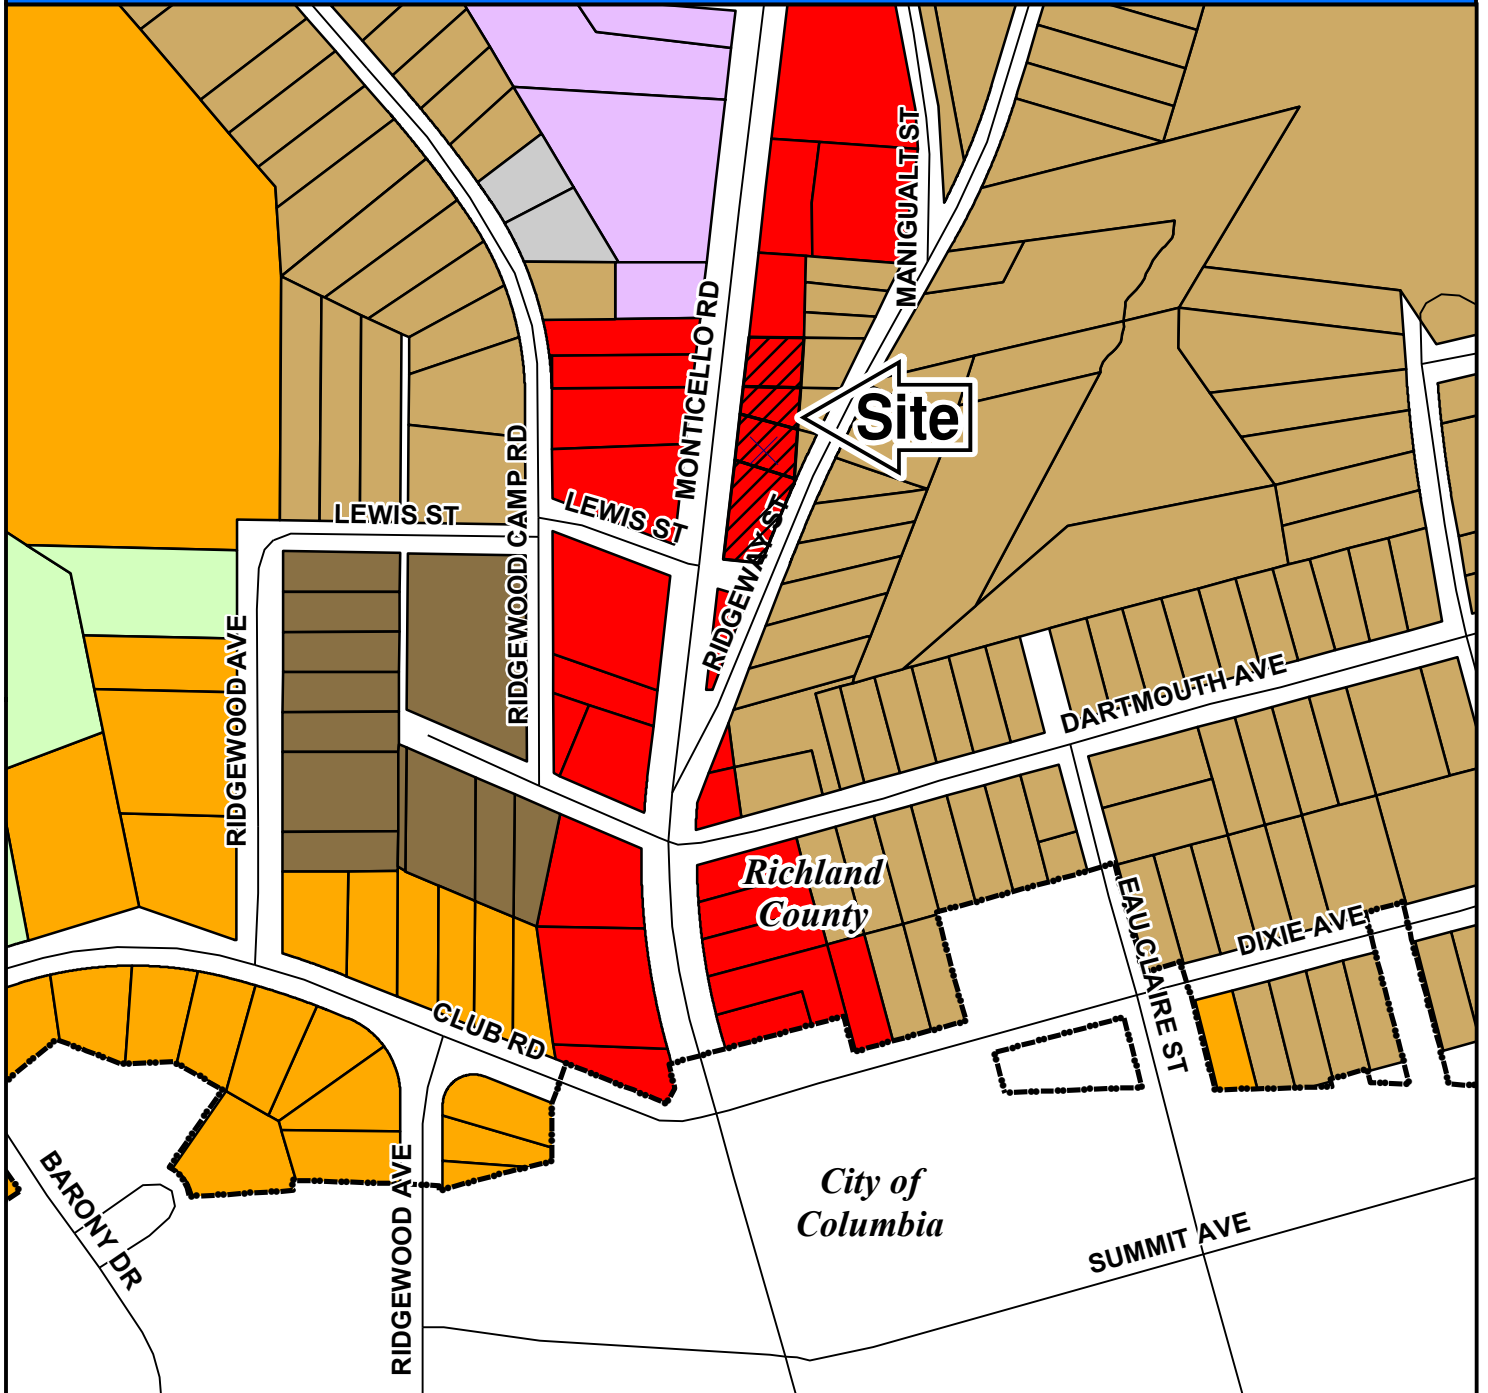 MANIGUALT ST
MONTICELLO RD
Site
RIDGEWOOD CAMP RD
LEWIS ST
LEWIS ST
RIDGEWAY ST
RIDGEWOOD AVE
DARTMOUTH AVE
Richland
County
EAU CLAIRE ST
DIXIE AVE
CLUB RD
BARONY DR
RIDGEWOOD AVE
City of
Columbia
SUMMIT AVE